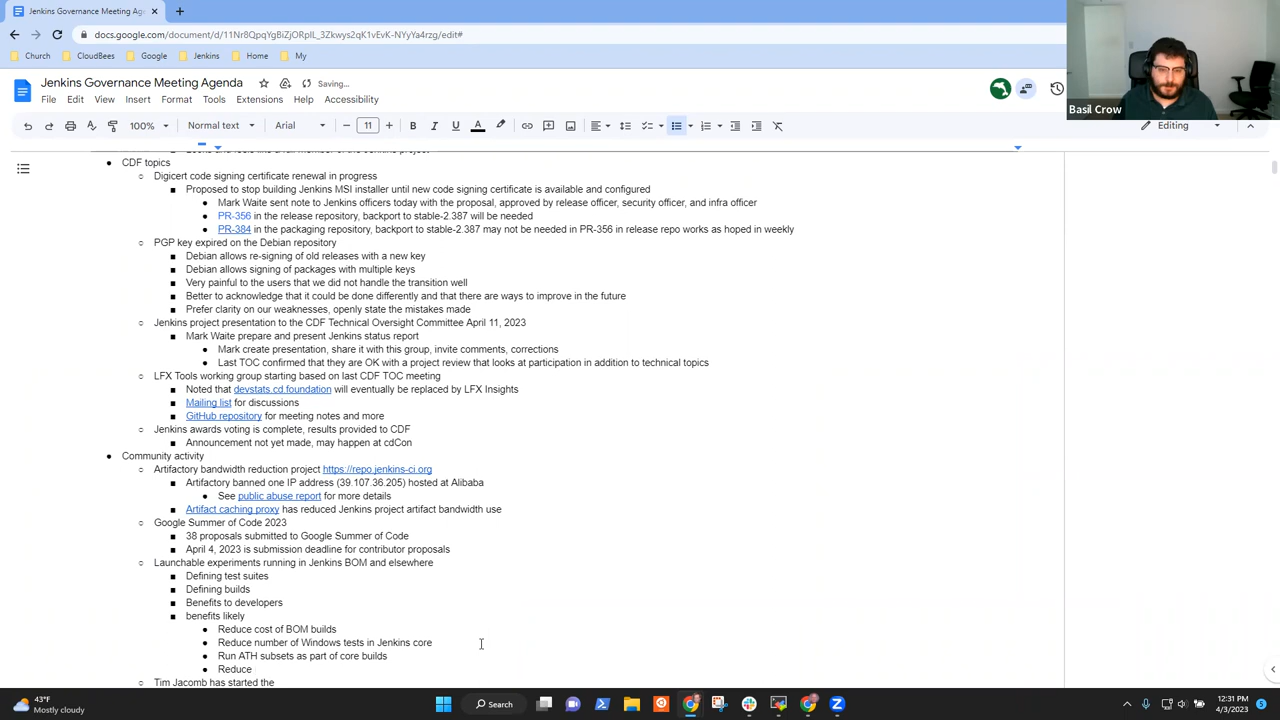 Jenkins Governance Meeting Age
docs.google.com/document/d/11Nr8QpqYgBiZjORpIL_3Zkwys2qK1vEvK-NYyYa4rzg/edit#
Church
CloudBees
Google
Jenkins
Home
My
Jenkins Governance Meeting Agenda
Saving…
File Edit View Insert Format Tools Extensions Help Accessibility
Basil Crow
100%
Normal text
Arial
11
B I U A
Editing
CDF topics
Digicert code signing certificate renewal in progress
Proposed to stop building Jenkins MSI installer until new code signing certificate is available and configured
Mark Waite sent note to Jenkins officers today with the proposal, approved by release officer, security officer, and infra officer
PR-356 in the release repository, backport to stable-2.387 will be needed
PR-384 in the packaging repository, backport to stable-2.387 may not be needed in PR-356 in release repo works as hoped in weekly
PGP key expired on the Debian repository
Debian allows re-signing of old releases with a new key
Debian allows signing of packages with multiple keys
Very painful to the users that we did not handle the transition well
Better to acknowledge that it could be done differently and that there are ways to improve in the future
Prefer clarity on our weaknesses, openly state the mistakes made
Jenkins project presentation to the CDF Technical Oversight Committee April 11, 2023
Mark Waite prepare and present Jenkins status report
Mark create presentation, share it with this group, invite comments, corrections
Last TOC confirmed that they are OK with a project review that looks at participation in addition to technical topics
LFX Tools working group starting based on last CDF TOC meeting
Noted that devstats.cd.foundation will eventually be replaced by LFX Insights
Mailing list for discussions
GitHub repository for meeting notes and more
Jenkins awards voting is complete, results provided to CDF
Announcement not yet made, may happen at cdCon
Community activity
Artifactory bandwidth reduction project https://repo.jenkins-ci.org
Artifactory banned one IP address (39.107.36.205) hosted at Alibaba
See public abuse report for more details
Artifact caching proxy has reduced Jenkins project artifact bandwidth use
Google Summer of Code 2023
38 proposals submitted to Google Summer of Code
April 4, 2023 is submission deadline for contributor proposals
Launchable experiments running in Jenkins BOM and elsewhere
Defining test suites
Defining builds
Benefits to developers
benefits likely
Reduce cost of BOM builds
Reduce number of Windows tests in Jenkins core
Run ATH subsets as part of core builds
Reduce
Tim Jacomb has started the
43°F
Mostly cloudy
Search
12:31 PM
4/3/2023